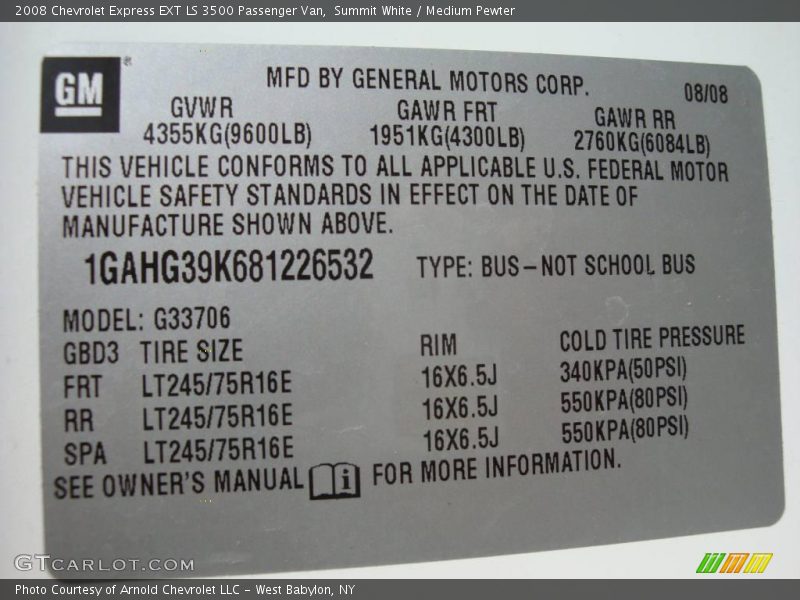 2008 Chevrolet Express EXT LS 3500 Passenger Van, Summit White / Medium Pewter
GM®
MFD BY GENERAL MOTORS CORP. 08/08
GVWR GAWR FRT GAWR RR
4355KG(9600LB) 1951KG(4300LB) 2760KG(6084LB)
THIS VEHICLE CONFORMS TO ALL APPLICABLE U.S. FEDERAL MOTOR
VEHICLE SAFETY STANDARDS IN EFFECT ON THE DATE OF
MANUFACTURE SHOWN ABOVE.
1GAHG39K681226532 TYPE: BUS–NOT SCHOOL BUS
MODEL: G33706
GBD3 TIRE SIZE RIM COLD TIRE PRESSURE
FRT LT245/75R16E 16X6.5J 340KPA(50PSI)
RR LT245/75R16E 16X6.5J 550KPA(80PSI)
SPA LT245/75R16E 16X6.5J 550KPA(80PSI)
SEE OWNER'S MANUAL i FOR MORE INFORMATION.
GTCARLOT.COM
Photo Courtesy of Arnold Chevrolet LLC - West Babylon, NY